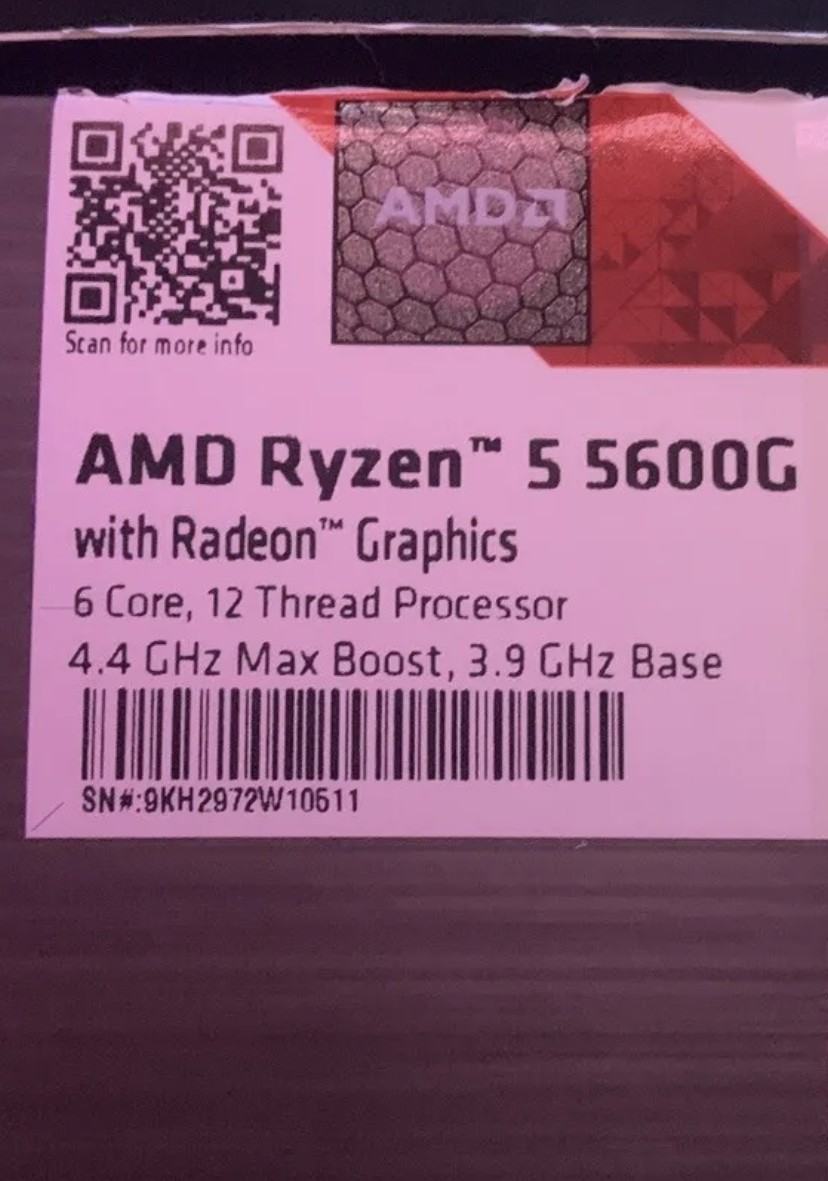 AMD
Scan for more info
AMD Ryzen™ 5 5600G
with Radeon™ Graphics
6 Core, 12 Thread Processor
4.4 GHz Max Boost, 3.9 GHz Base
SN#:9KH2972W10511